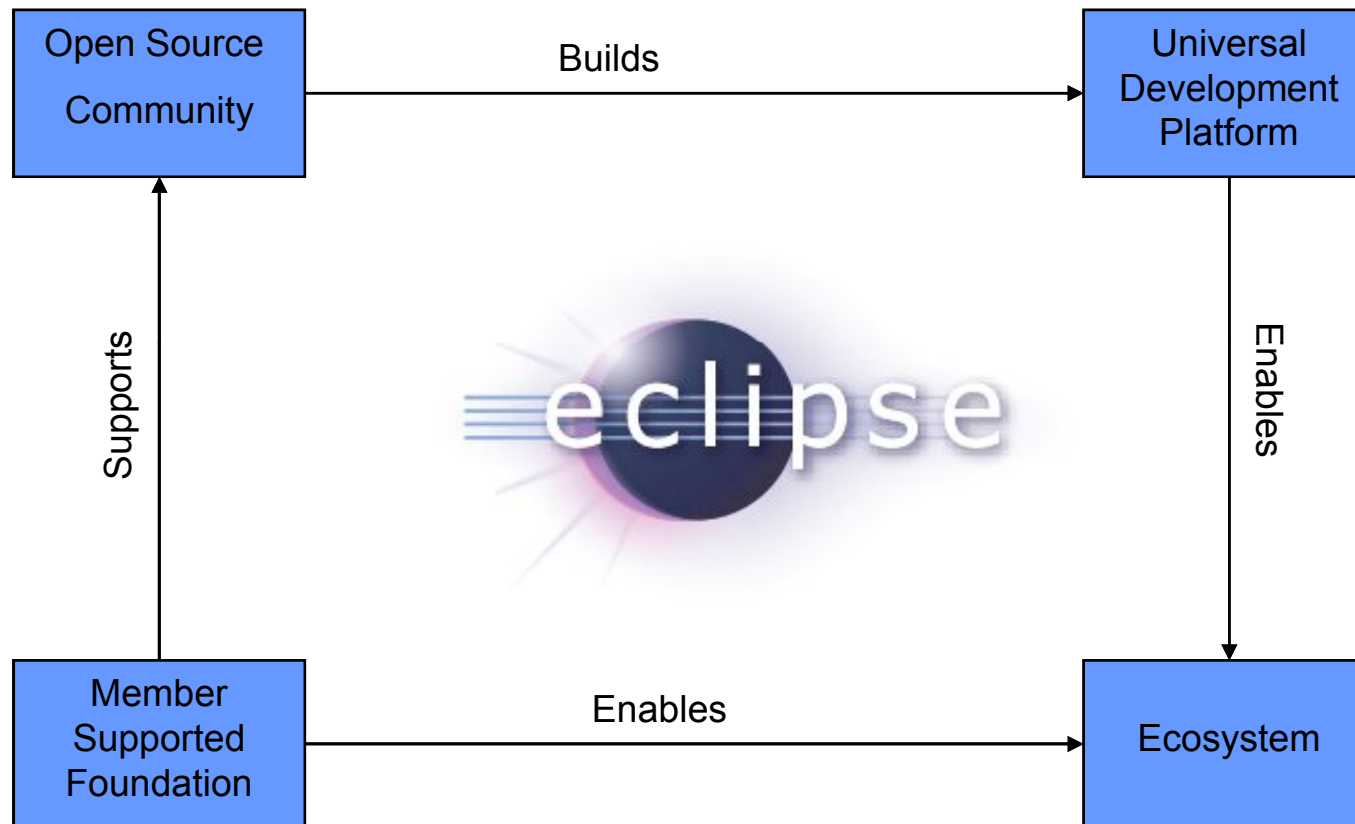 Open Source
Community
Builds
Universal
Development
Platform
Supports
eclipse
Enables
Member
Supported
Foundation
Enables
Ecosystem